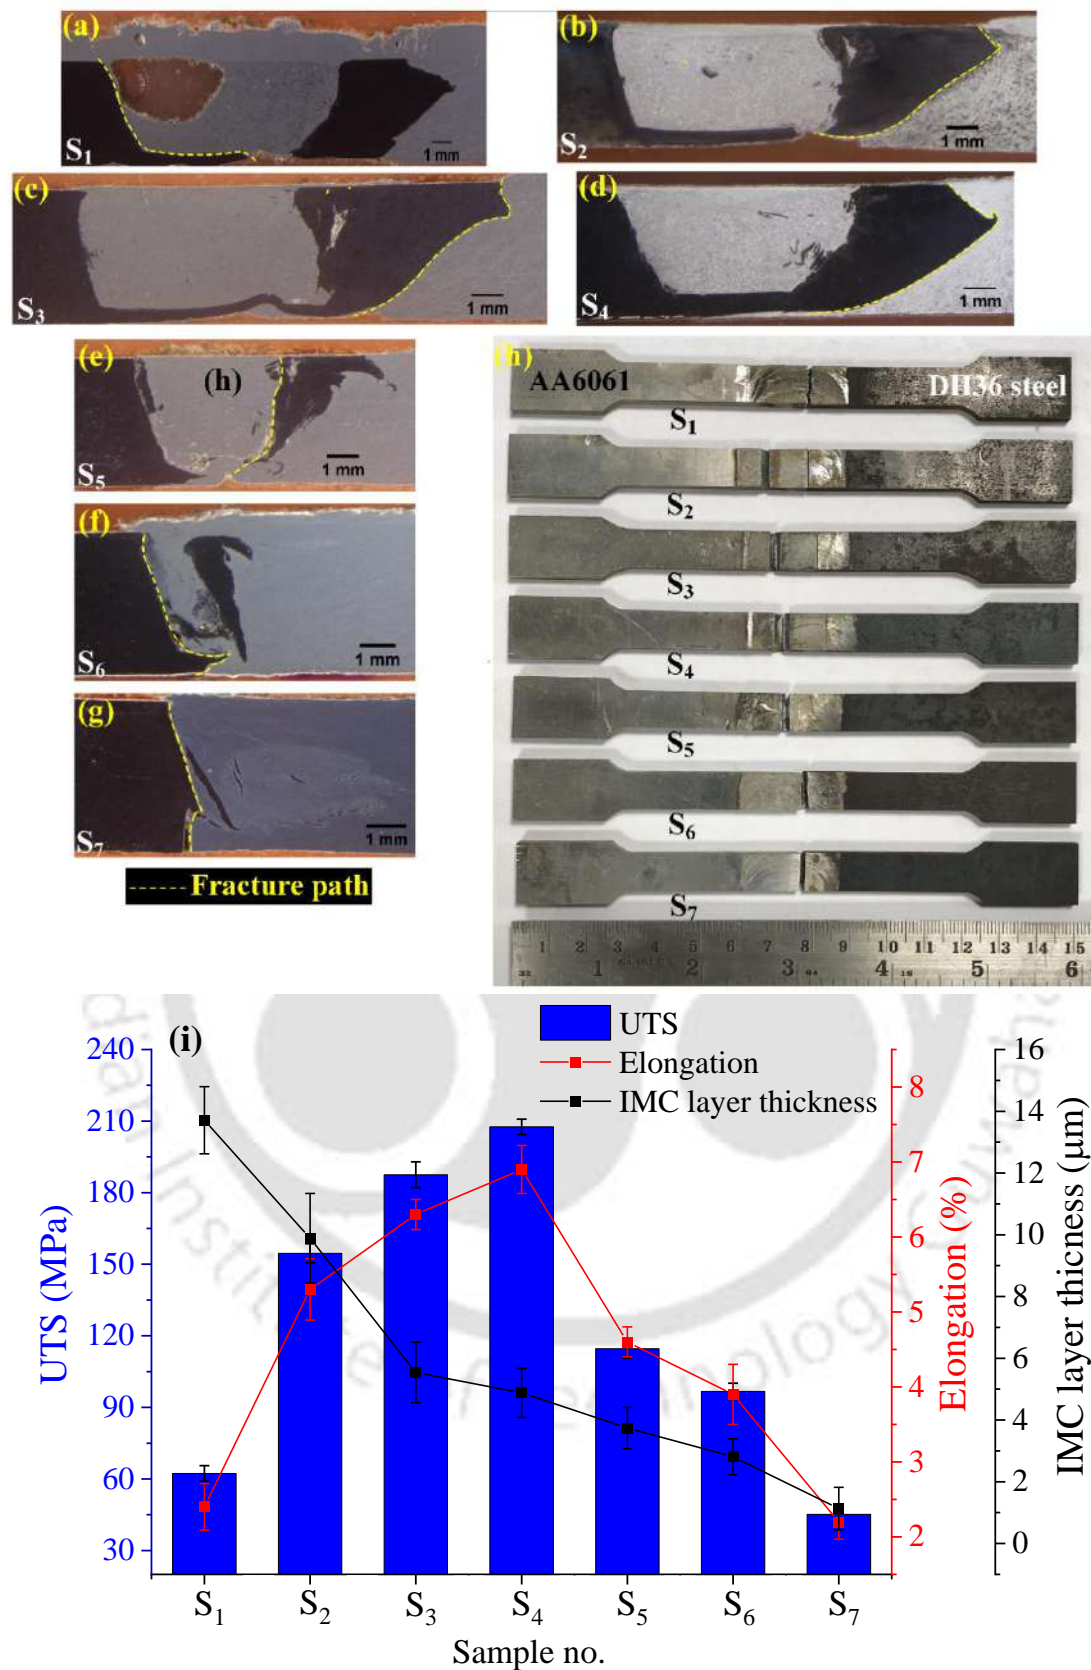 (a)
S1
1 mm
(b)
S2
1 mm
(c)
S3
1 mm
(d)
S4
1 mm
(e)
(h)
S5
1 mm
(f)
S6
1 mm
(g)
S7
1 mm
------ Fracture path
(h)
AA6061
DH36 steel
S1
S2
S3
S4
S5
S6
S7
1 2 3 4 5 6 7 8 9 10 11 12 13 14 15
1 2 3 4 5 6
(i)
UTS
Elongation
IMC layer thickness
UTS (MPa)
240
210
180
150
120
90
60
30
Elongation (%)
8
7
6
5
4
3
2
IMC layer thicness (µm)
16
14
12
10
8
6
4
2
0
S1 S2 S3 S4 S5 S6 S7
Sample no.